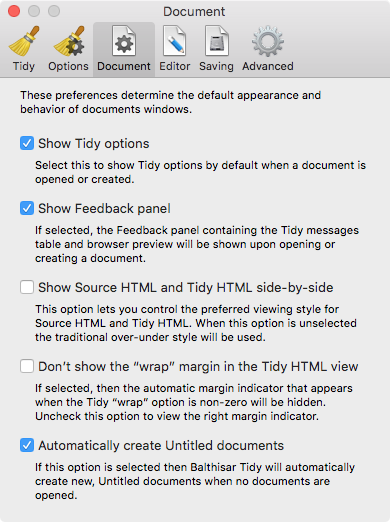 Document
Tidy Options Document Editor Saving Advanced
These preferences determine the default appearance and
behavior of documents windows.
Show Tidy options
Select this to show Tidy options by default when a document is
opened or created.
Show Feedback panel
If selected, the Feedback panel containing the Tidy messages
table and browser preview will be shown upon opening or
creating a document.
Show Source HTML and Tidy HTML side-by-side
This option lets you control the preferred viewing style for
Source HTML and Tidy HTML. When this option is unselected
the traditional over-under style will be used.
Don’t show the “wrap” margin in the Tidy HTML view
If selected, then the automatic margin indicator that appears
when the Tidy “wrap” option is non-zero will be hidden.
Uncheck this option to view the right margin indicator.
Automatically create Untitled documents
If this option is selected then Balthisar Tidy will automatically
create new, Untitled documents when no documents are
opened.